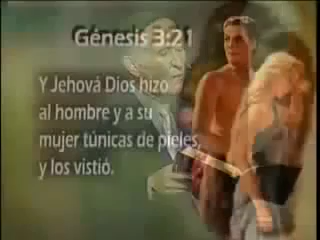 Génesis 3:21
Y Jehová Dios hizo
al hombre y a su
mujer túnicas de pieles,
y los vistió.